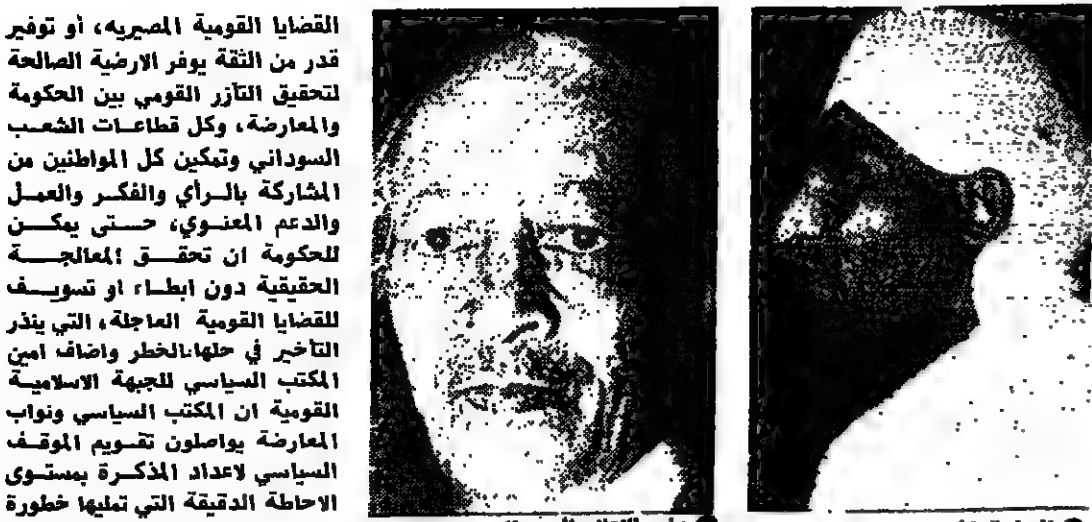 القضايا القومية المصيريه، أو توفير
قدر من الثقة يوفر الارضية الصالحة
لتحقيق التآزر القومي بين الحكومة
والمعارضة، وكل قطاعات الشعب
السوداني وتمكين كل المواطنين من
المشاركة بالرأي والفكر والعمل
والدعم المعنوي، حتى يمكن
للحكومة ان تحقق المعالجة
الحقيقية دون ابطاء او تسويف
للقضايا القومية العاجلة، التي ينذر
التأخير في حلها بالخطر واضاف امين
المكتب السياسي للجبهة الاسلامية
القومية ان المكتب السياسي ونواب
المعارضة يواصلون تقويم الموقف
السياسي لاعداد المذكرة بمستوى
الاحاطة الدقيقة التي تمليها خطورة